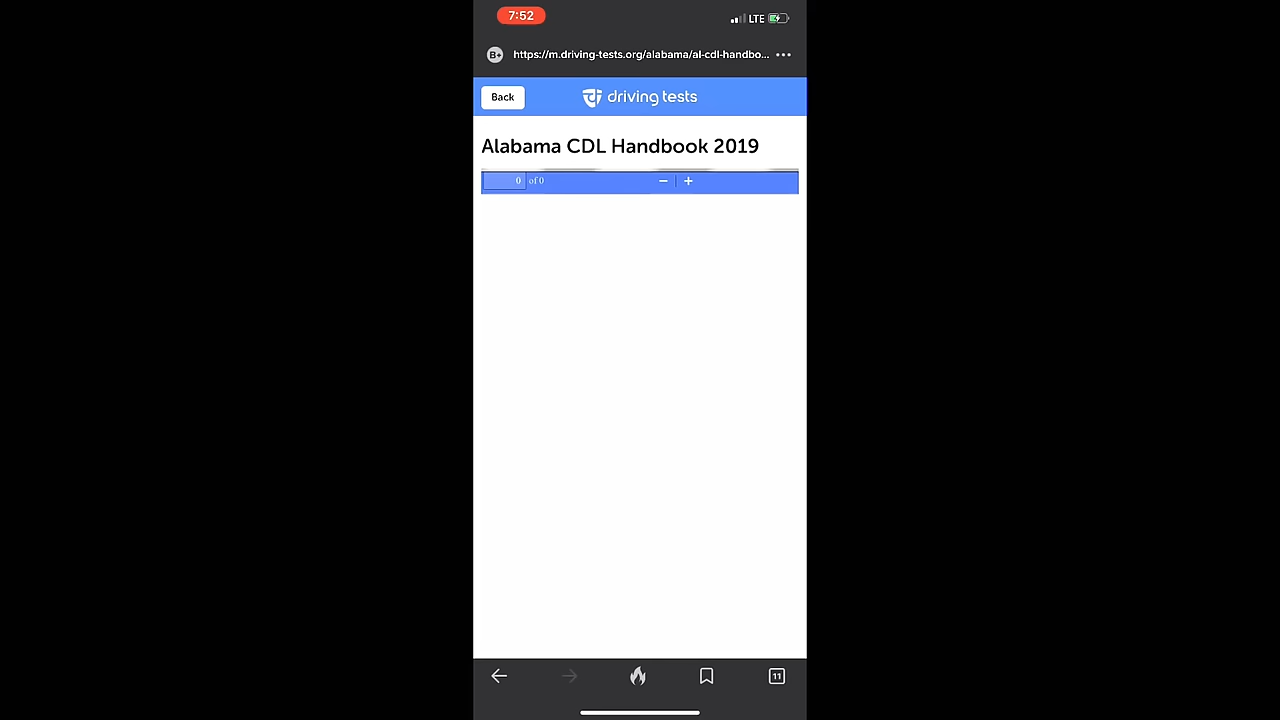 7:52
LTE
B+
https://m.driving-tests.org/alabama/al-cdl-handbo...
Back
driving tests
Alabama CDL Handbook 2019
0 of 0
11